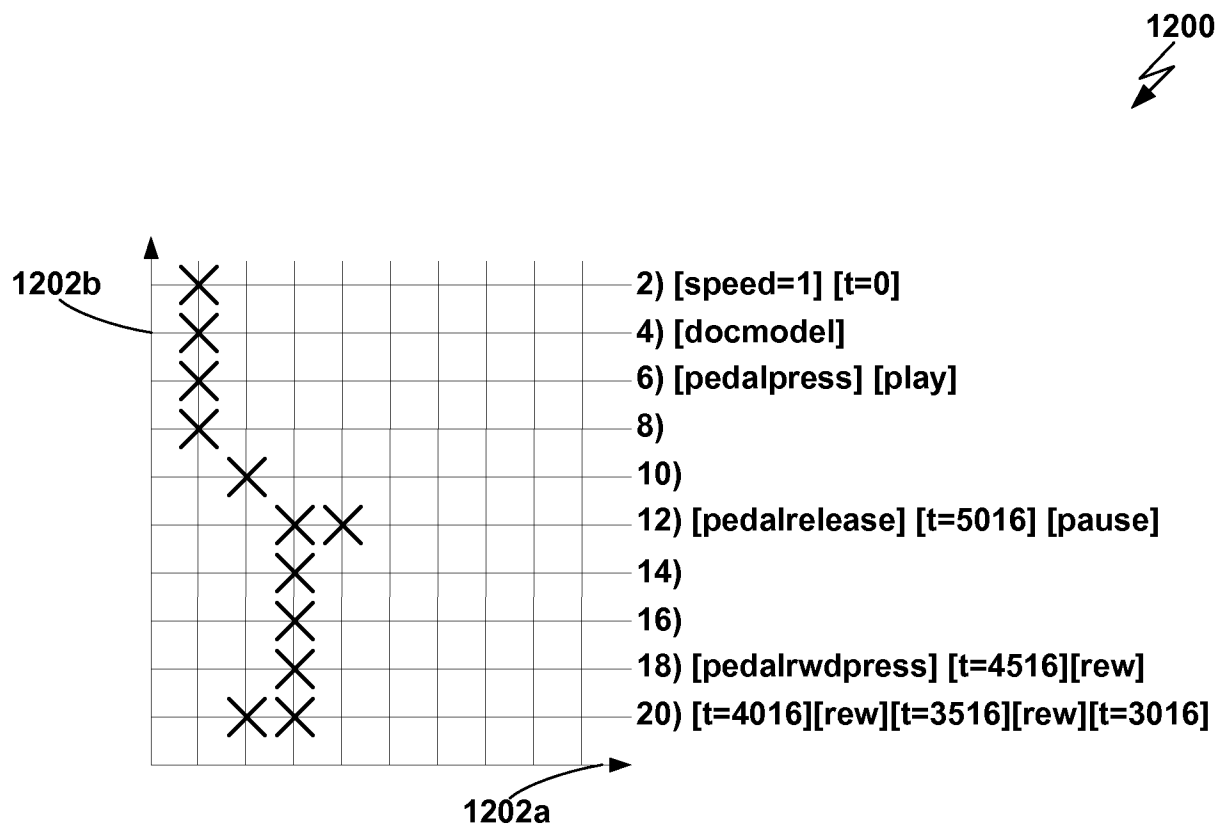 1200
1202b
2) [speed=1] [t=0]
4) [docmodel]
6) [pedalpress] [play]
8)
10)
12) [pedalrelease] [t=5016] [pause]
14)
16)
18) [pedalrwdpress] [t=4516][rew]
20) [t=4016][rew][t=3516][rew][t=3016]
1202a